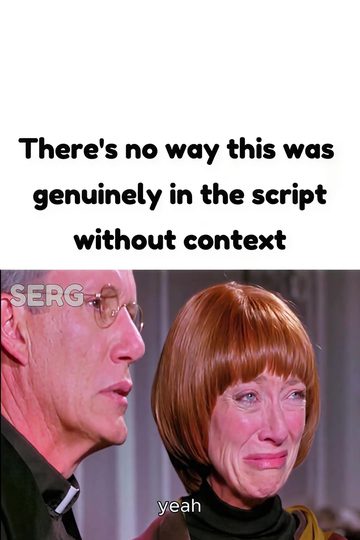 There's no way this was
genuinely in the script
without context
SERG
yeah